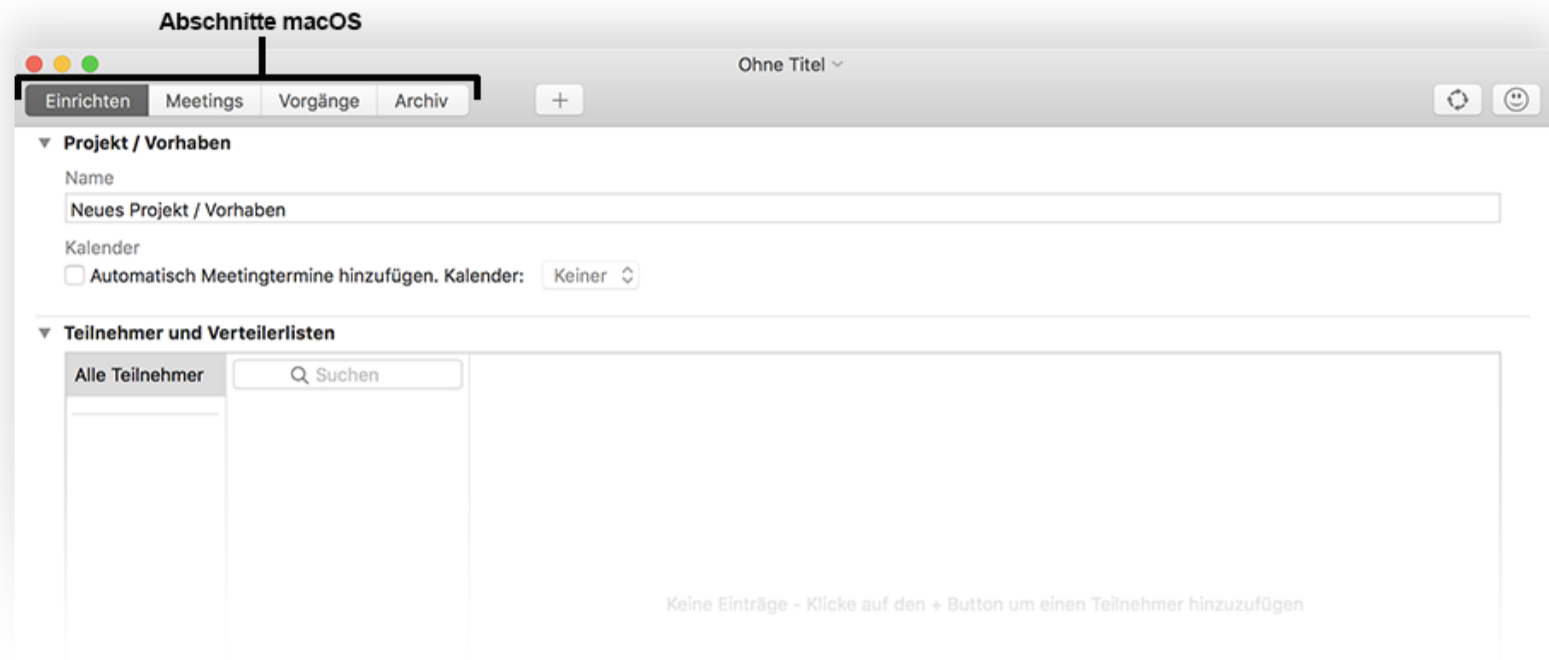 Abschnitte macOS
Ohne Titel
Einrichten Meetings Vorgänge Archiv +
Projekt / Vorhaben
Name
Neues Projekt / Vorhaben
Kalender
Automatisch Meetingtermine hinzufügen. Kalender: Keiner
Teilnehmer und Verteilerlisten
Alle Teilnehmer Suchen
Keine Einträge - Klicke auf den + Button um einen Teilnehmer hinzuzufügen